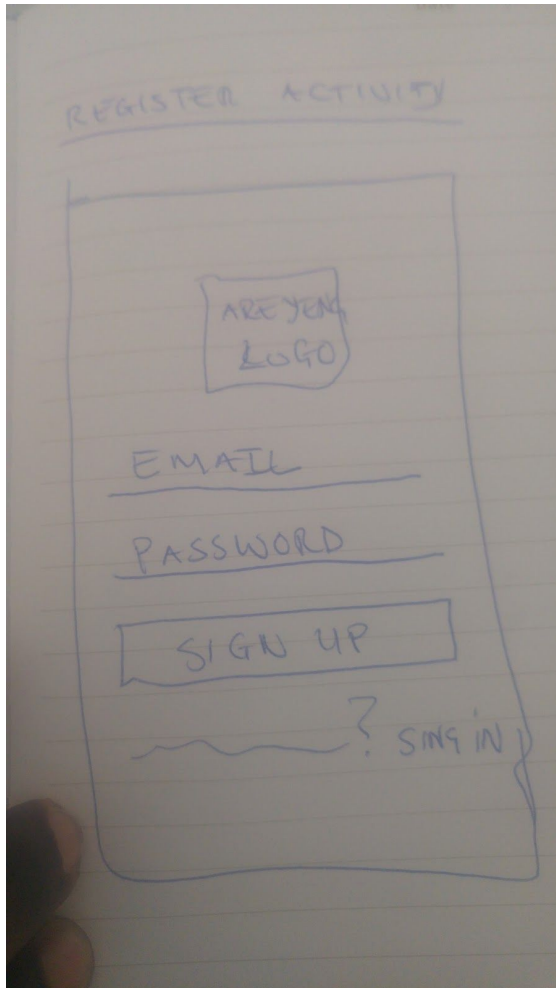 REGISTER ACTIVITY
AREYENG
LOGO
EMAIL
PASSWORD
SIGN UP
? SING IN